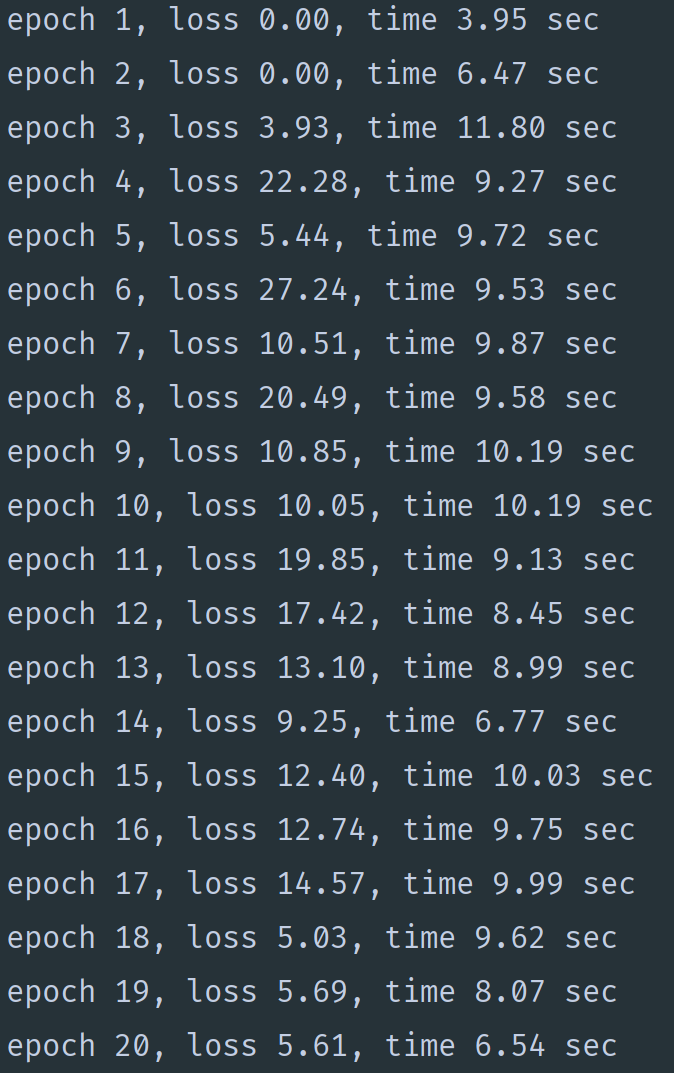 epoch 1, loss 0.00, time 3.95 sec
epoch 2, loss 0.00, time 6.47 sec
epoch 3, loss 3.93, time 11.80 sec
epoch 4, loss 22.28, time 9.27 sec
epoch 5, loss 5.44, time 9.72 sec
epoch 6, loss 27.24, time 9.53 sec
epoch 7, loss 10.51, time 9.87 sec
epoch 8, loss 20.49, time 9.58 sec
epoch 9, loss 10.85, time 10.19 sec
epoch 10, loss 10.05, time 10.19 sec
epoch 11, loss 19.85, time 9.13 sec
epoch 12, loss 17.42, time 8.45 sec
epoch 13, loss 13.10, time 8.99 sec
epoch 14, loss 9.25, time 6.77 sec
epoch 15, loss 12.40, time 10.03 sec
epoch 16, loss 12.74, time 9.75 sec
epoch 17, loss 14.57, time 9.99 sec
epoch 18, loss 5.03, time 9.62 sec
epoch 19, loss 5.69, time 8.07 sec
epoch 20, loss 5.61, time 6.54 sec